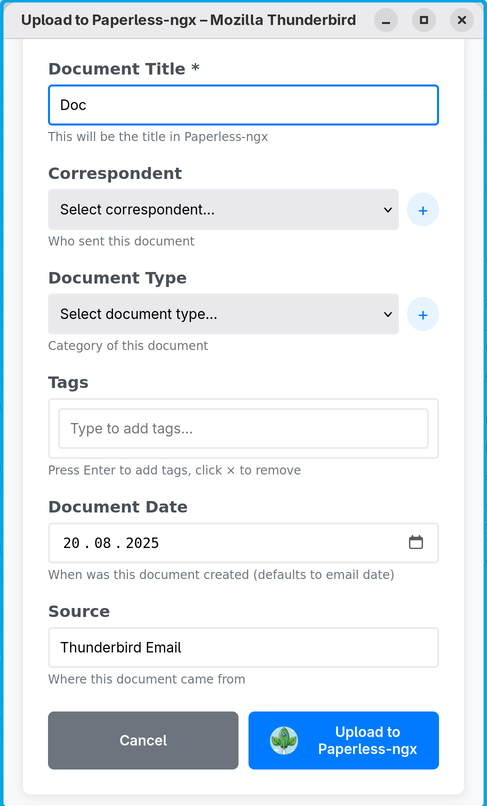 Upload to Paperless-ngx – Mozilla Thunderbird
Document Title *
Doc
This will be the title in Paperless-ngx
Correspondent
Select correspondent...
+
Who sent this document
Document Type
Select document type...
+
Category of this document
Tags
Type to add tags...
Press Enter to add tags, click × to remove
Document Date
20 . 08 . 2025
When was this document created (defaults to email date)
Source
Thunderbird Email
Where this document came from
Cancel
Upload to
Paperless-ngx